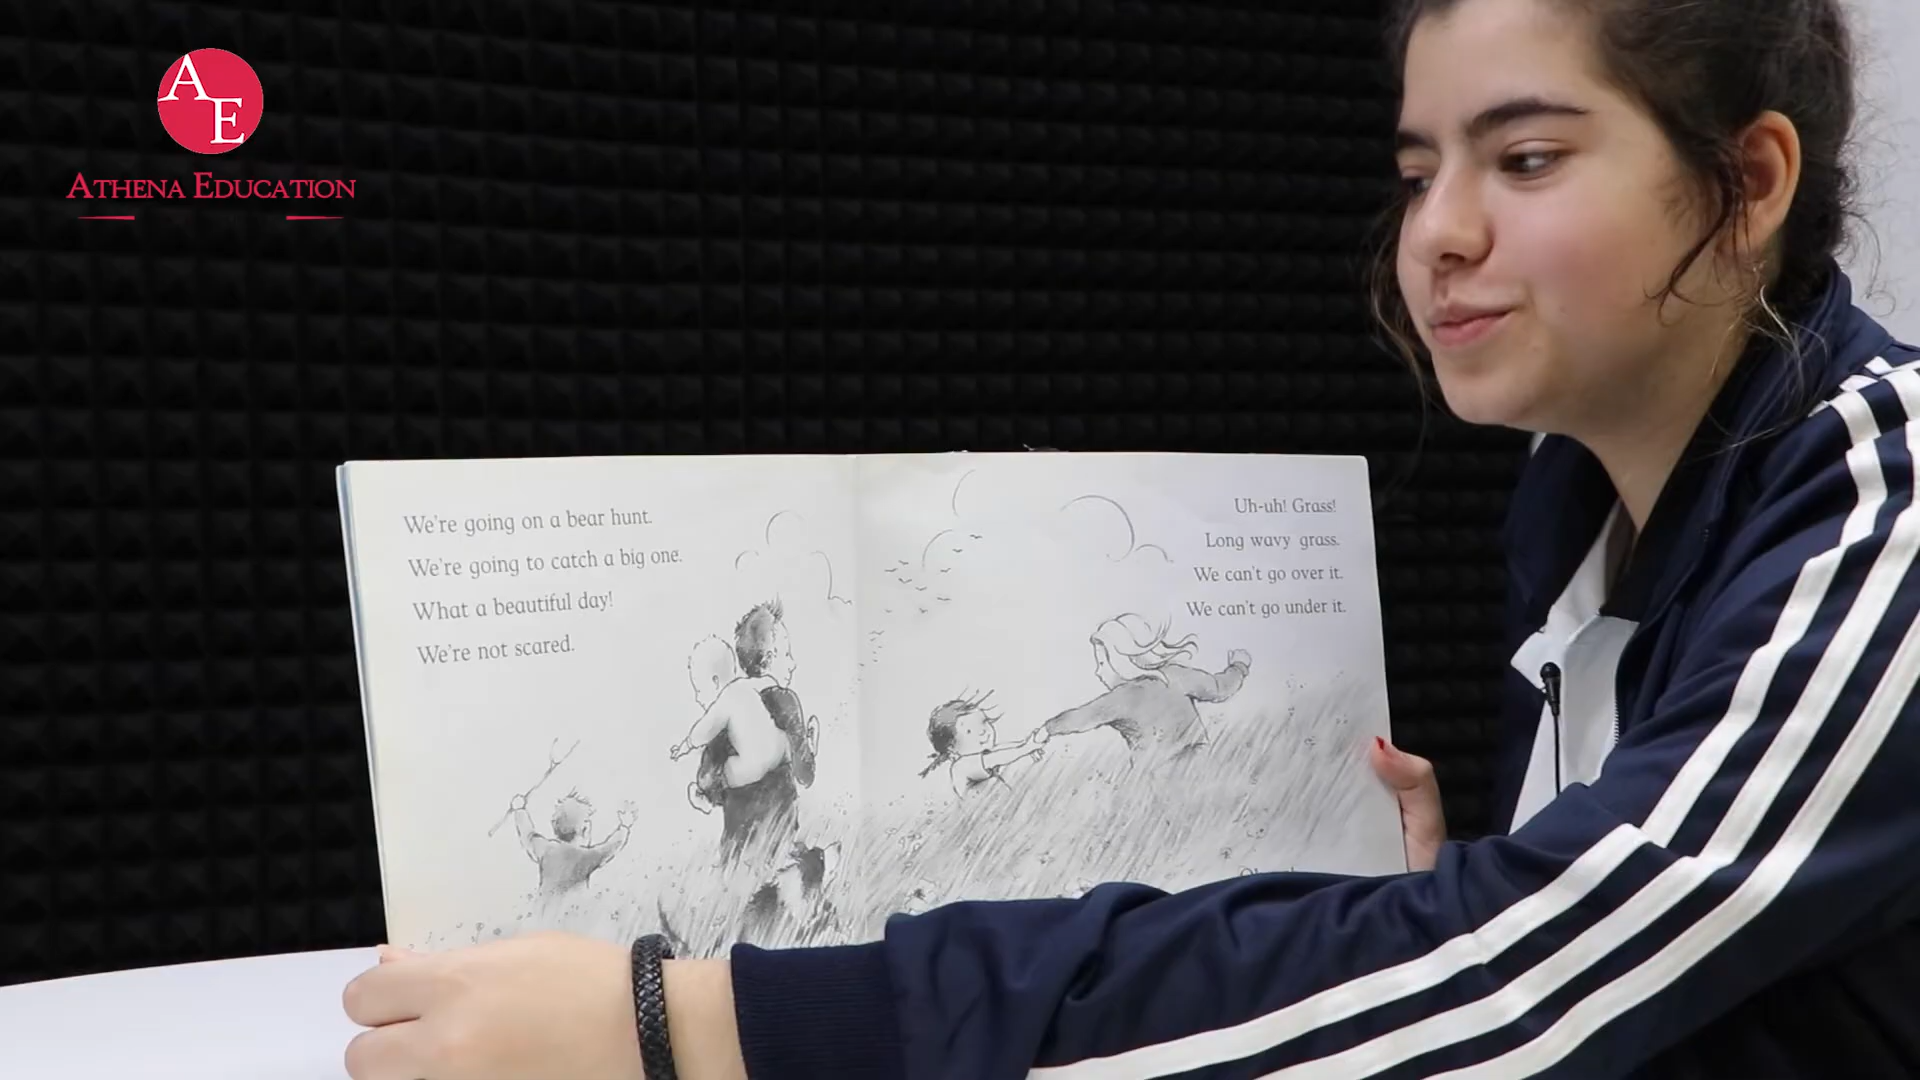 AE
ATHENA EDUCATION
We're going on a bear hunt.
We're going to catch a big one.
What a beautiful day!
We're not scared.
Uh-uh! Grass!
Long wavy grass.
We can't go over it.
We can't go under it.